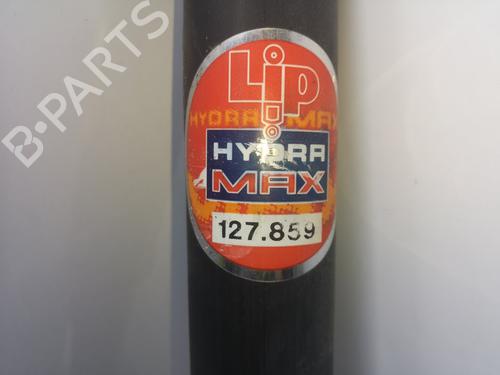 B-PARTS
Lip
HYDRA MAX
HYDRA
MAX
127.859